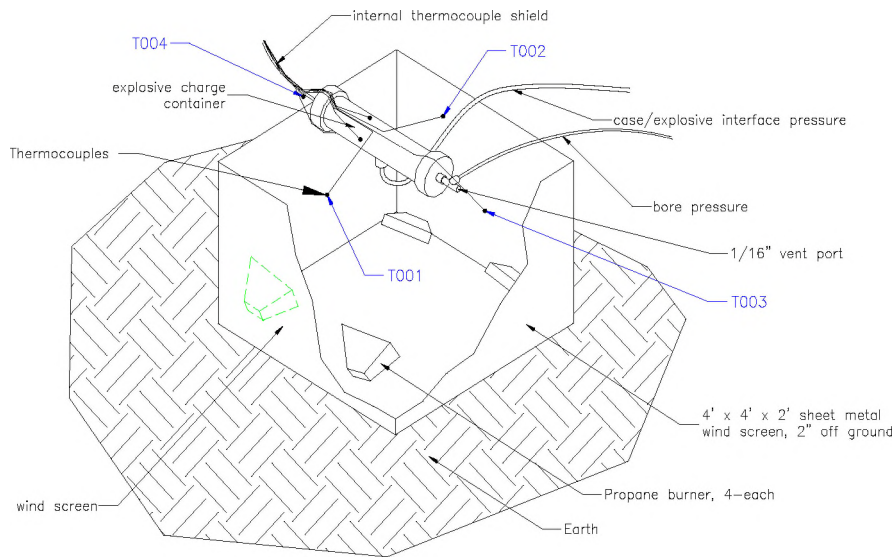 internal thermocouple shield
T004
T002
explosive charge
container
case/explosive interface pressure
Thermocouples
bore pressure
1/16" vent port
T001
T003
4' x 4' x 2' sheet metal
wind screen, 2" off ground
Propane burner, 4-each
wind screen
Earth